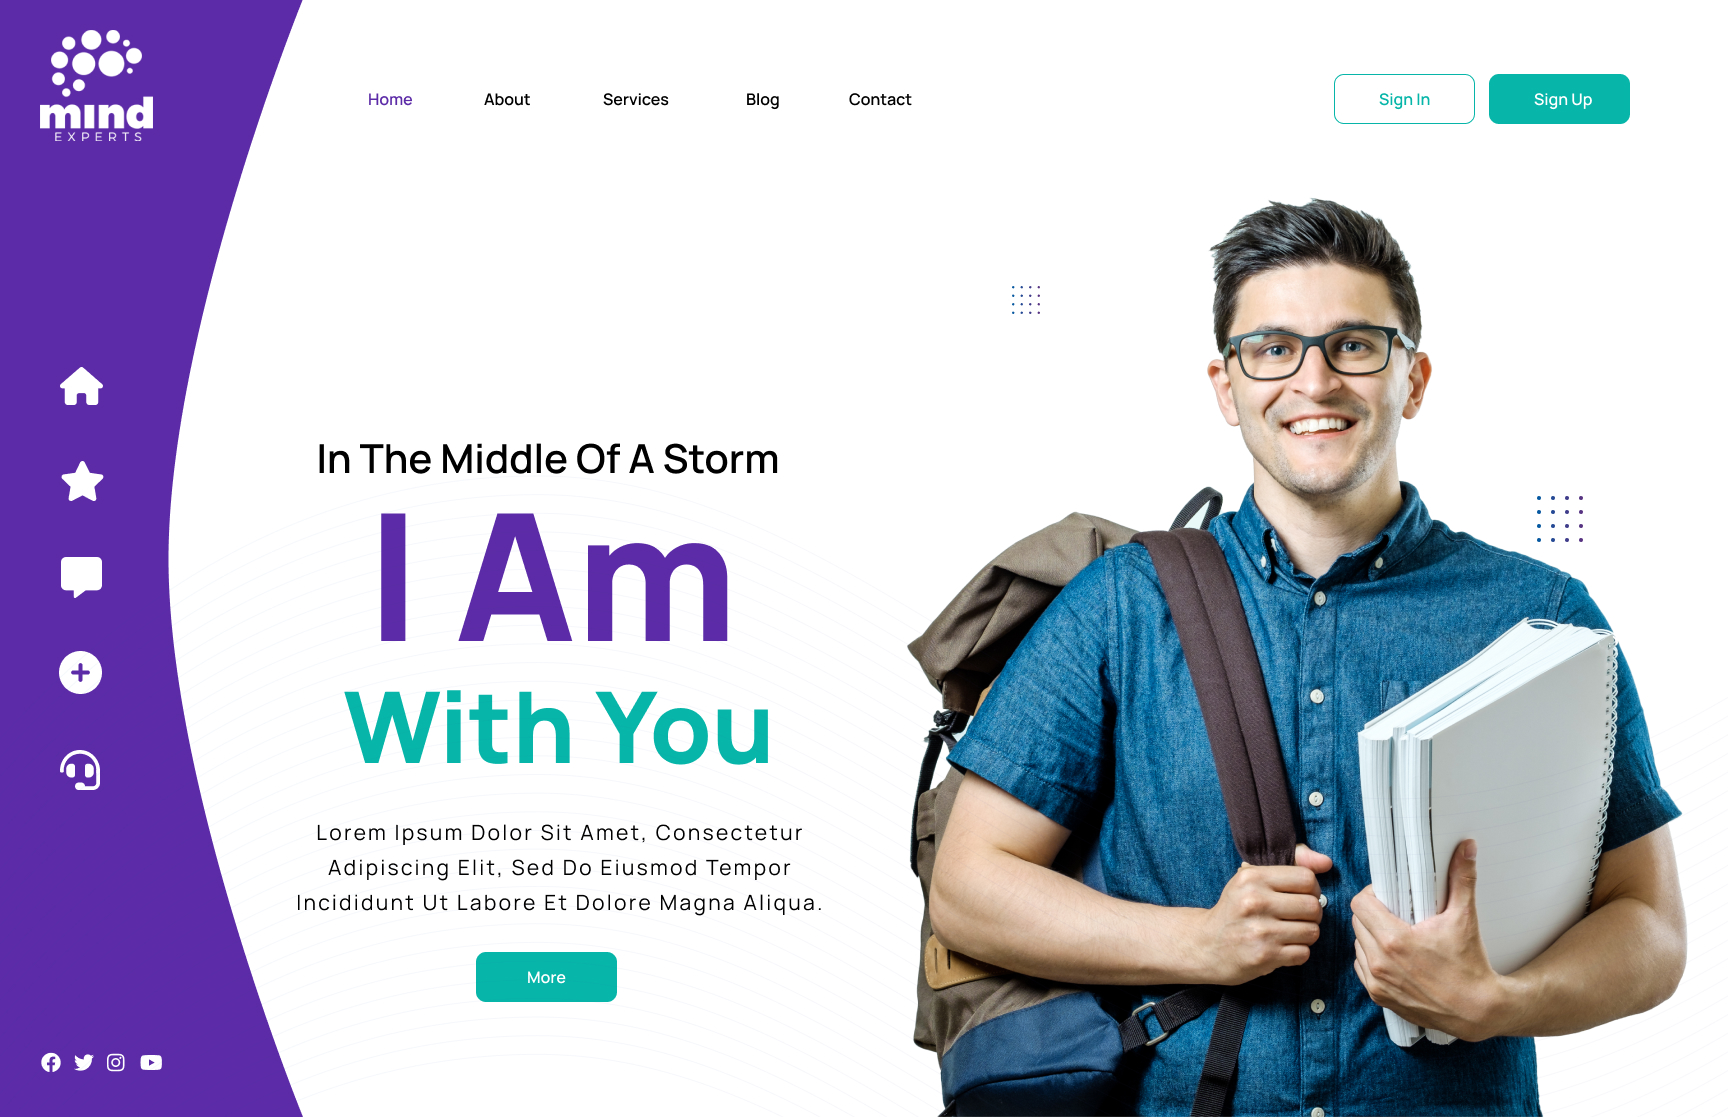 mind
EXPERTS
Home
About
Services
Blog
Contact
Sign In
Sign Up
In The Middle Of A Storm
I Am
With You
Lorem Ipsum Dolor Sit Amet, Consectetur
Adipiscing Elit, Sed Do Eiusmod Tempor
Incididunt Ut Labore Et Dolore Magna Aliqua.
More